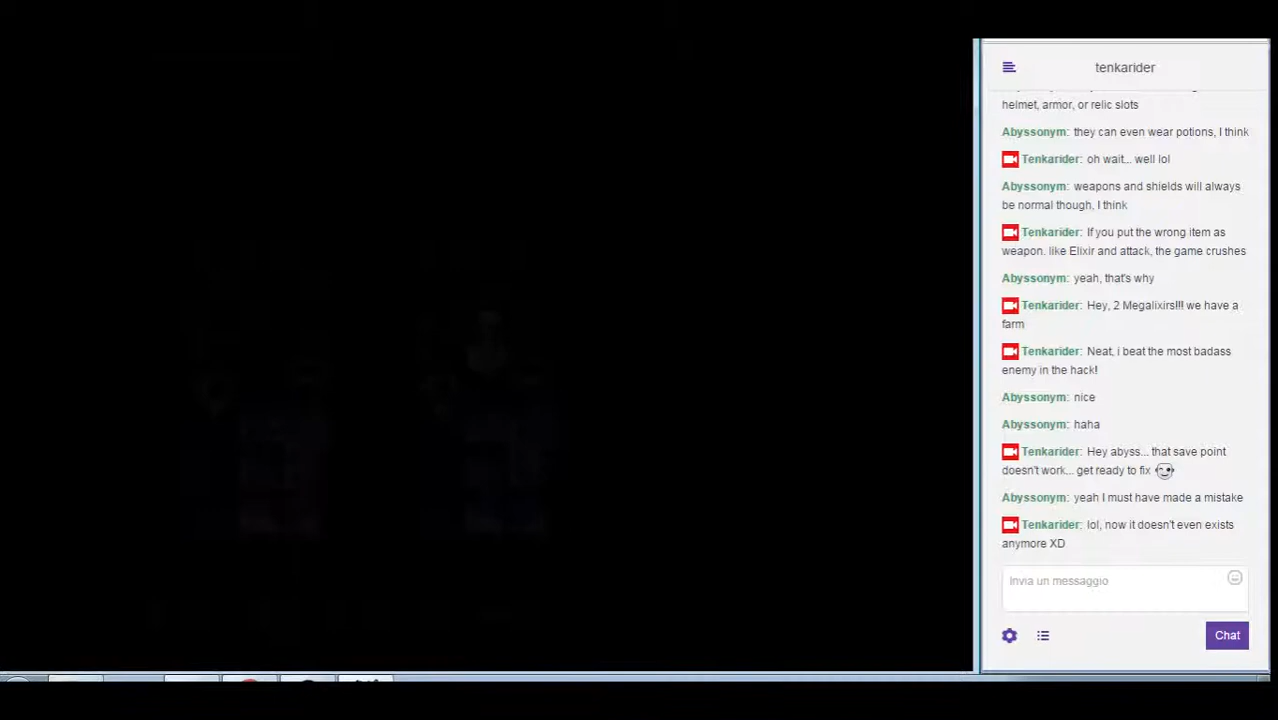 tenkarider
helmet, armor, or relic slots
Abyssonym: they can even wear potions, I think
Tenkarider: oh wait... well lol
Abyssonym: weapons and shields will always
be normal though, I think
Tenkarider: If you put the wrong item as
weapon. like Elixir and attack, the game crushes
Abyssonym: yeah, that's why
Tenkarider: Hey, 2 Megalixirs!!! we have a
farm
Tenkarider: Neat, i beat the most badass
enemy in the hack!
Abyssonym: nice
Abyssonym: haha
Tenkarider: Hey abyss... that save point
doesn't work... get ready to fix
Abyssonym: yeah I must have made a mistake
Tenkarider: lol, now it doesn't even exists
anymore XD
Invia un messaggio
Chat